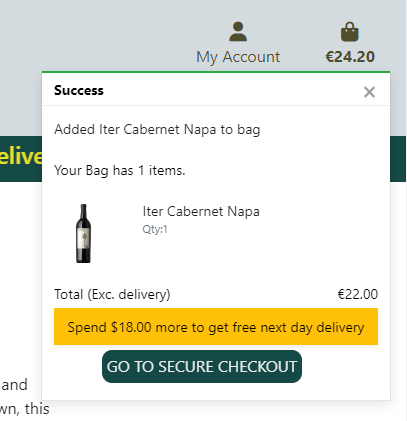 My Account
€24.20
Success
×
elive
Added Iter Cabernet Napa to bag
Your Bag has 1 items.
Iter Cabernet Napa
Qty:1
Total (Exc. delivery) €22.00
Spend $18.00 more to get free next day delivery
GO TO SECURE CHECKOUT
and
wn, this